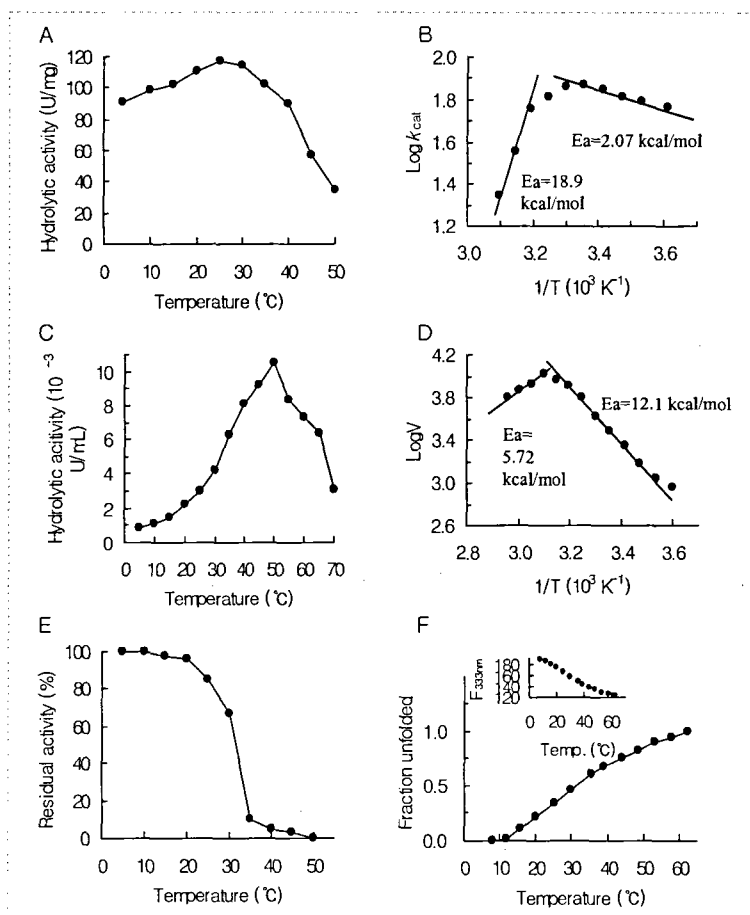 A
Hydrolytic activity (U/mg)
120
100
80
60
40
20
0
0 10 20 30 40 50
Temperature (℃)
B
Log kcat
2.0
1.8
1.6
1.4
1.2
Ea=2.07 kcal/mol
Ea=18.9
kcal/mol
3.0 3.2 3.4 3.6 3.8
1/T (10³ K⁻¹)
C
Hydrolytic acitivity (10⁻³
U/mL)
10
8
6
4
2
0 10 20 30 40 50 60 70
Temperature (℃)
D
LogV
4.2
3.8
3.4
3.0
2.6
Ea=12.1 kcal/mol
Ea=
5.72
kcal/mol
2.8 3.0 3.2 3.4 3.6
1/T (10³ K⁻¹)
E
Residual activity (%)
100
80
60
40
20
0
0 10 20 30 40 50
Temperature (℃)
F
F333nm
180
160
140
120
0 20 40 60
Temp. (℃)
Fraction unfolded
1.0
0.5
0.0
0 10 20 30 40 50 60
Temperature (℃)